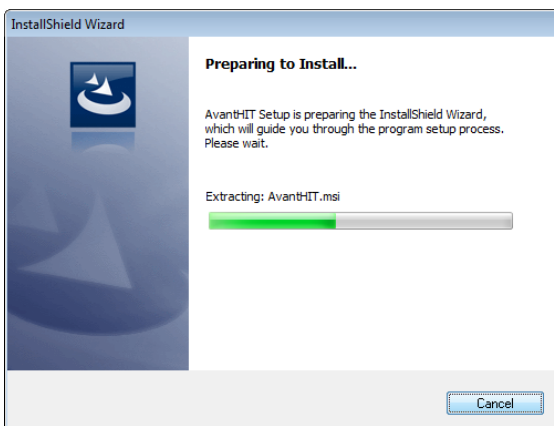 InstallShield Wizard
Preparing to Install...
AvantHIT Setup is preparing the InstallShield Wizard,
which will guide you through the program setup process.
Please wait.
Extracting: AvantHIT.msi
Cancel